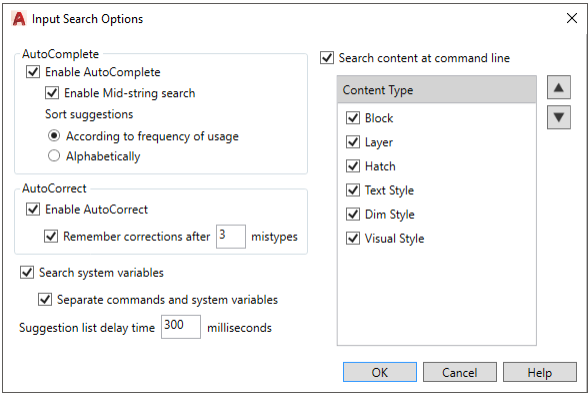 Input Search Options
AutoComplete
Enable AutoComplete
Enable Mid-string search
Sort suggestions
According to frequency of usage
Alphabetically
AutoCorrect
Enable AutoCorrect
Remember corrections after 3 mistypes
Search system variables
Separate commands and system variables
Suggestion list delay time 300 milliseconds
Search content at command line
Content Type
Block
Layer
Hatch
Text Style
Dim Style
Visual Style
OK Cancel Help